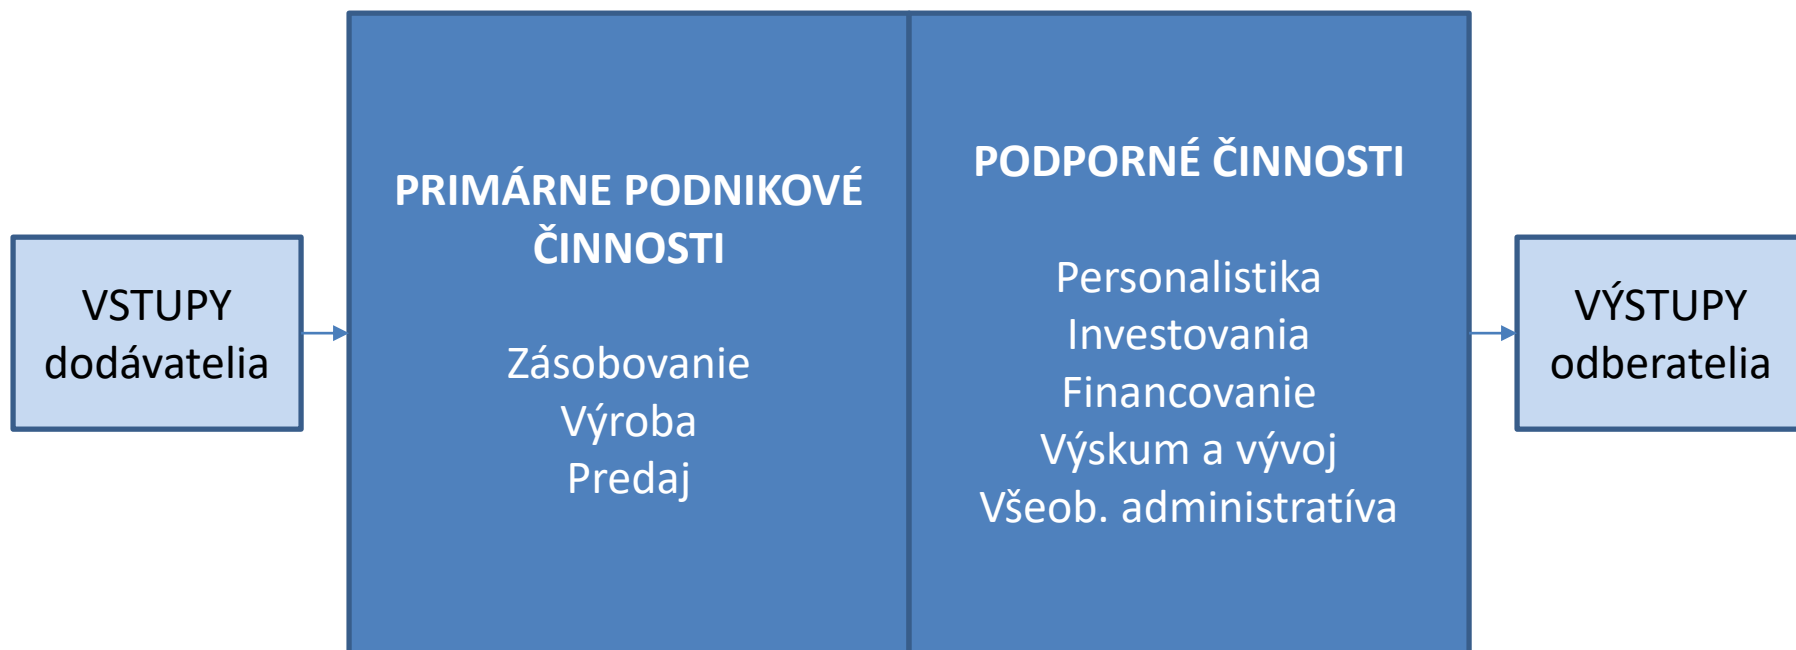 VSTUPY
dodávatelia
PRIMÁRNE PODNIKOVÉ
ČINNOSTI
Zásobovanie
Výroba
Predaj
PODPORNÉ ČINNOSTI
Personalistika
Investovania
Financovanie
Výskum a vývoj
Všeob. administratíva
VÝSTUPY
odberatelia